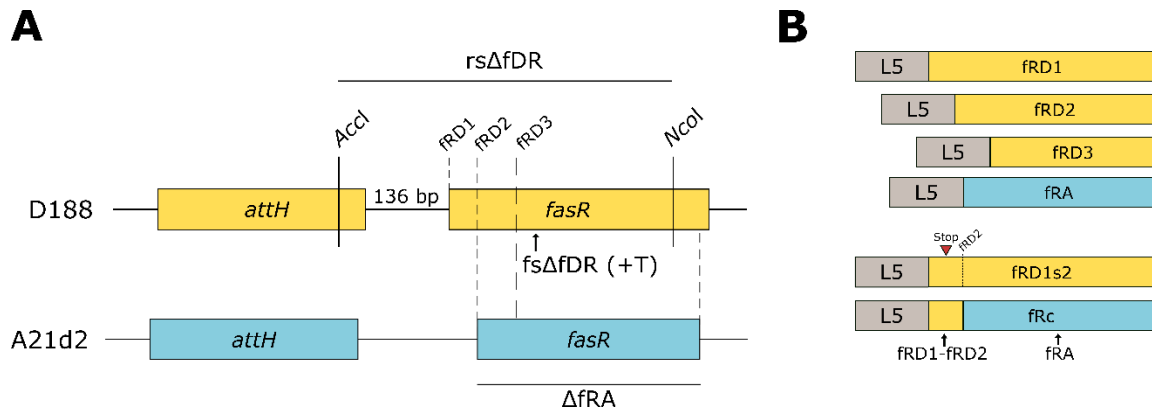 A
rsΔfDR
AccI
fRD1
fRD2
fRD3
NcoI
D188
attH
136 bp
fasR
fsΔfDR (+T)
A21d2
attH
fasR
ΔfRA
B
L5
fRD1
L5
fRD2
L5
fRD3
L5
fRA
Stop
fRD2
L5
fRD1s2
L5
fRc
fRD1-fRD2
fRA